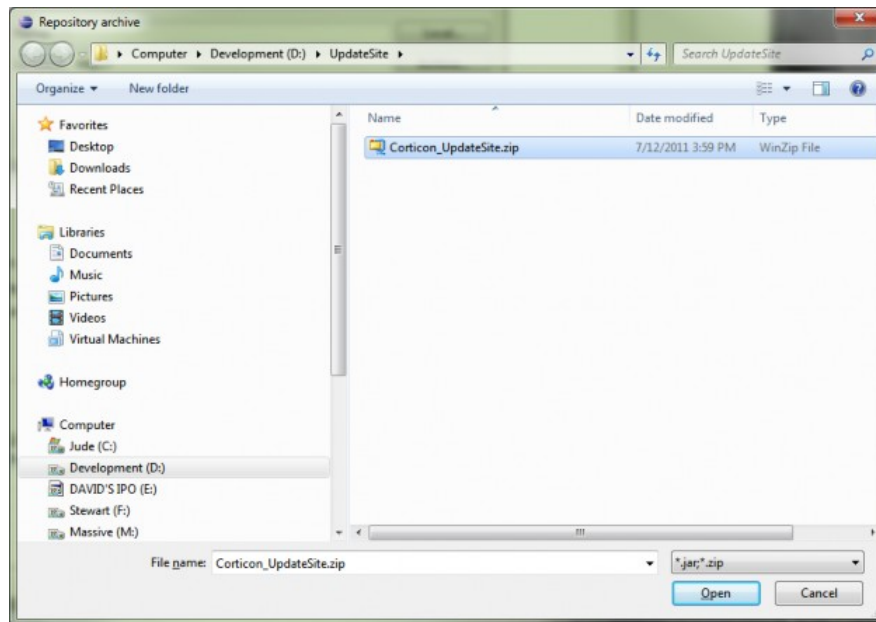 Repository archive
Computer Development (D:) UpdateSite
Search UpdateSite
Organize New folder
Favorites
Desktop
Downloads
Recent Places
Libraries
Documents
Music
Pictures
Videos
Virtual Machines
Homegroup
Computer
Jude (C:)
Development (D:)
DAVID'S IPO (E:)
Stewart (F:)
Massive (M:)
Name Date modified Type
Corticon_UpdateSite.zip 7/12/2011 3:59 PM WinZip File
File name: Corticon_UpdateSite.zip *.jar;*.zip
Open Cancel